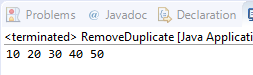 Problems @ Javadoc Declaration
<terminated> RemoveDuplicate [Java Applicati
10 20 30 40 50